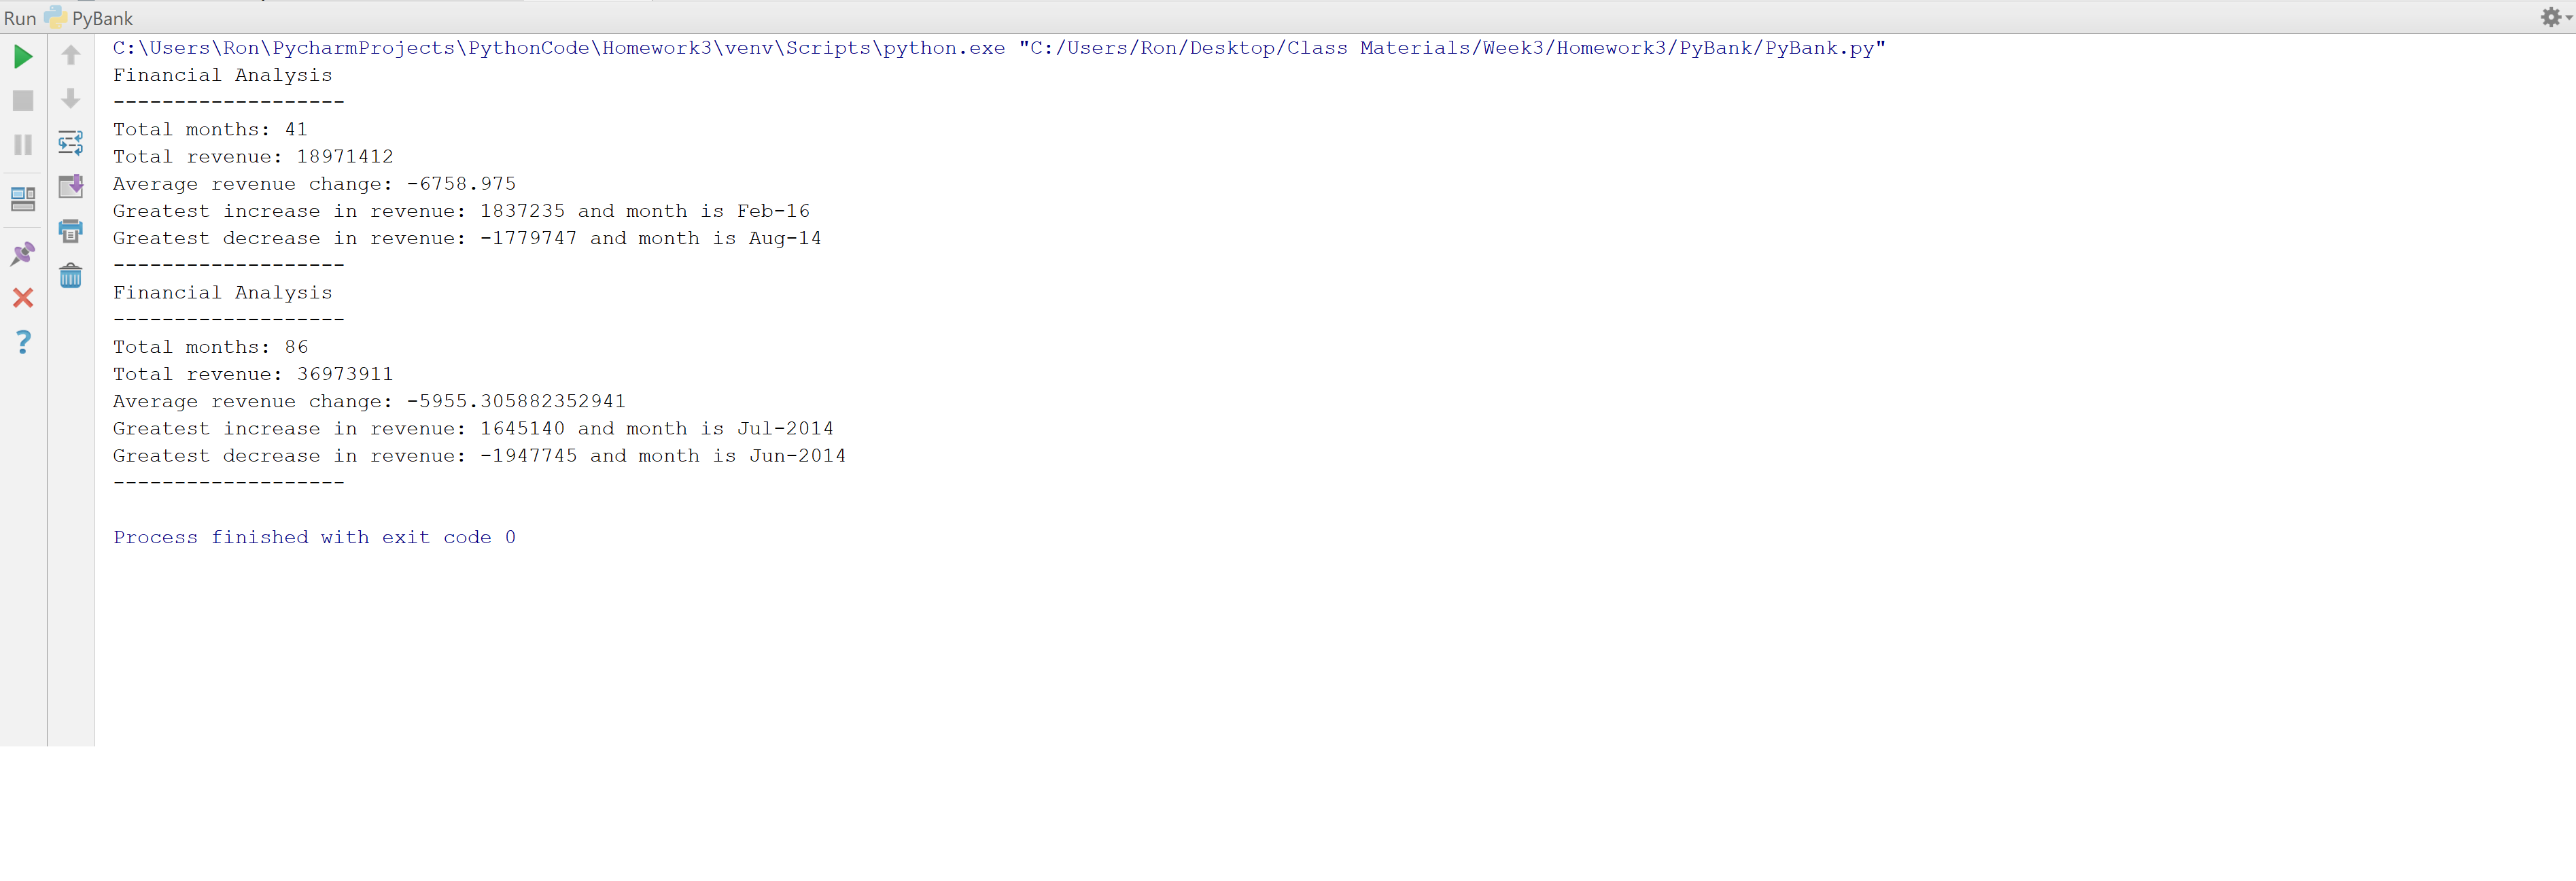 Run PyBank
C:\Users\Ron\PycharmProjects\PythonCode\Homework3\venv\Scripts\python.exe "C:/Users/Ron/Desktop/Class Materials/Week3/Homework3/PyBank/PyBank.py"
Financial Analysis
-------------------
Total months: 41
Total revenue: 18971412
Average revenue change: -6758.975
Greatest increase in revenue: 1837235 and month is Feb-16
Greatest decrease in revenue: -1779747 and month is Aug-14
-------------------
Financial Analysis
-------------------
Total months: 86
Total revenue: 36973911
Average revenue change: -5955.305882352941
Greatest increase in revenue: 1645140 and month is Jul-2014
Greatest decrease in revenue: -1947745 and month is Jun-2014
-------------------
Process finished with exit code 0